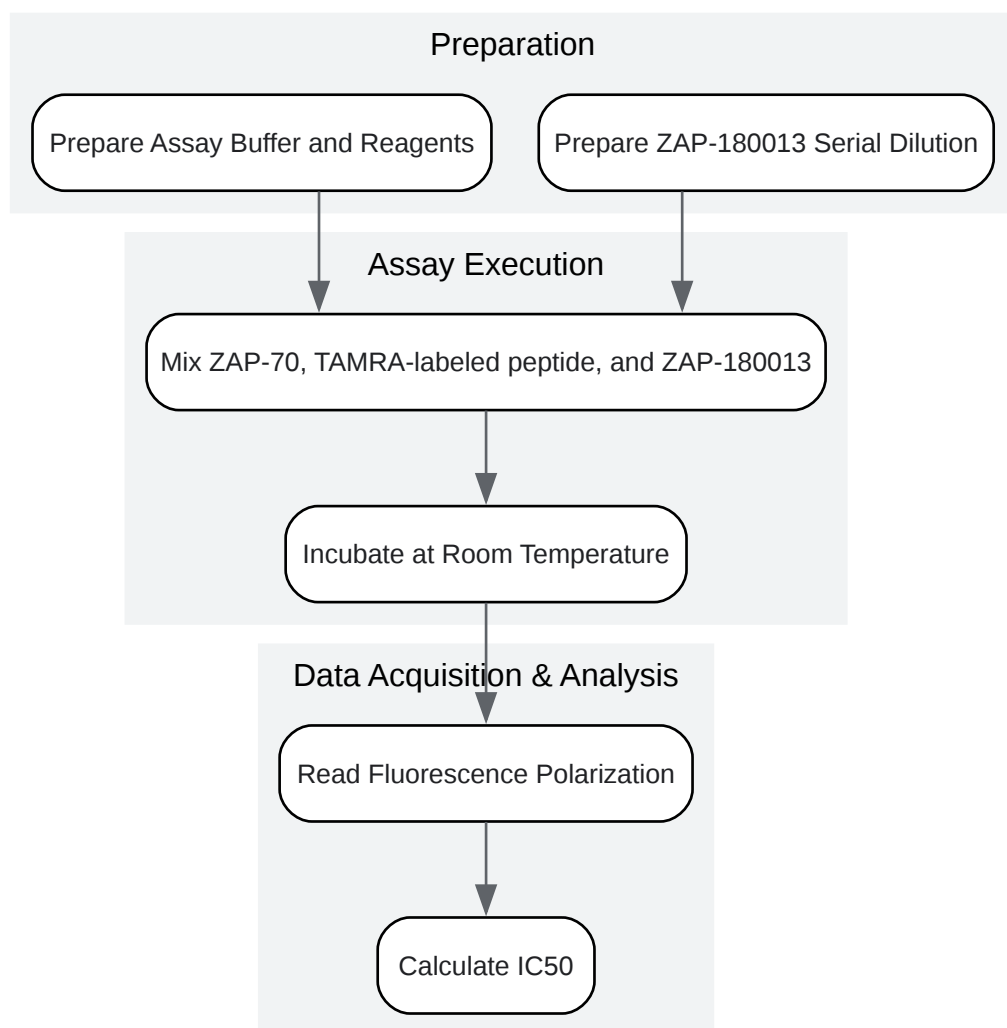 Preparation
Prepare Assay Buffer and Reagents
Prepare ZAP-180013 Serial Dilution
Assay Execution
Mix ZAP-70, TAMRA-labeled peptide, and ZAP-180013
Incubate at Room Temperature
Data Acquisition & Analysis
Read Fluorescence Polarization
Calculate IC50